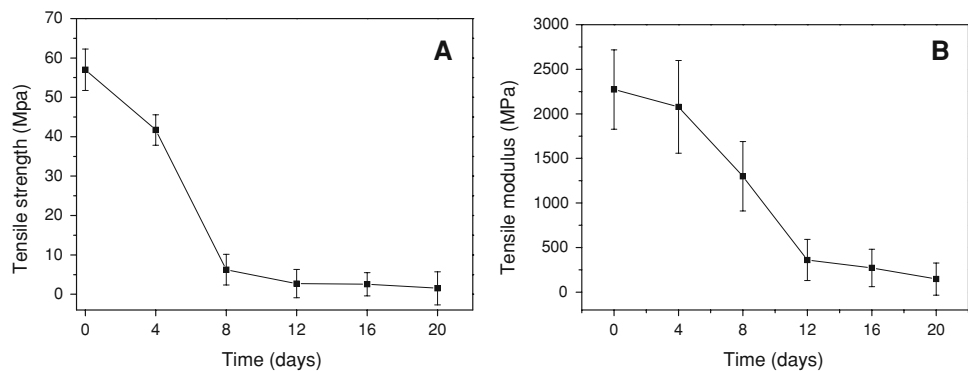 A
Tensile strength (Mpa)
70
60
50
40
30
20
10
0
0 4 8 12 16 20
Time (days)
B
Tensile modulus (MPa)
3000
2500
2000
1500
1000
500
0
0 4 8 12 16 20
Time (days)